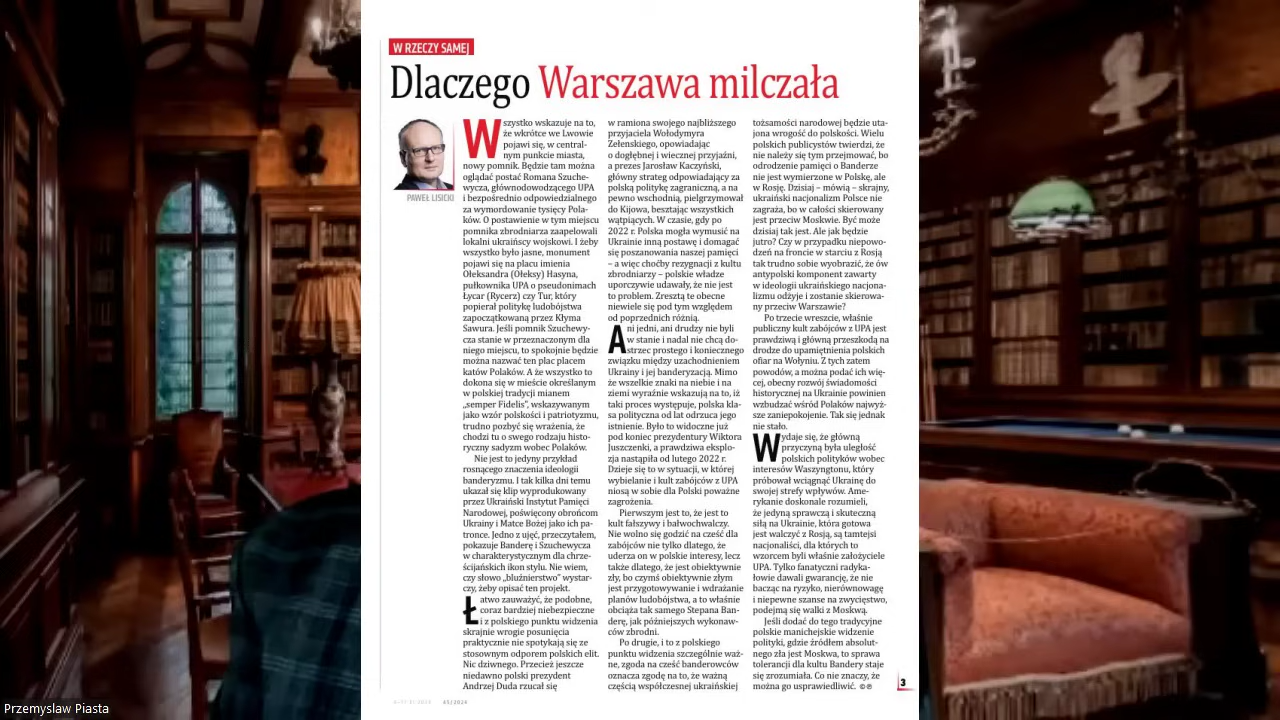 W RZECZY SAMEJ
Dlaczego Warszawa milczała
PAWEŁ LISICKI
Wszystko wskazuje na to,
że wkrótce we Lwowie
pojawi się, w central-
nym punkcie miasta,
nowy pomnik. Będzie tam można
oglądać postać Romana Szuche-
wycza, głównodowodzącego UPA
i bezpośrednio odpowiedzialnego
za wymordowanie tysięcy Pola-
ków. O postawienie w tym miejscu
pomnika zbrodniarza zaapelowali
lokalni ukraińscy wojskowi. I żeby
wszystko było jasne, monument
pojawi się na placu imienia
Ołeksandra (Ołeksy) Hasyna,
pułkownika UPA o pseudonimach
Łycar (Rycerz) czy Tur, który
popierał politykę ludobójstwa
zapoczątkowaną przez Kłyma
Sawura. Jeśli pomnik Szuchewy-
cza stanie w przeznaczonym dla
niego miejscu, to spokojnie będzie
można nazwać ten plac placem
katów Polaków. A że wszystko to
dokona się w mieście określanym
w polskiej tradycji mianem
„semper Fidelis”, wskazywanym
jako wzór polskości i patriotyzmu,
trudno pozbyć się wrażenia, że
chodzi tu o swego rodzaju histo-
ryczny sadyzm wobec Polaków.
Nie jest to jedyny przykład
rosnącego znaczenia ideologii
banderyzmu. I tak kilka dni temu
ukazał się klip wyprodukowany
przez Ukraiński Instytut Pamięci
Narodowej, poświęcony obrońcom
Ukrainy i Matce Bożej jako ich pa-
tronce. Jedno z ujęć, przeczytałem,
pokazuje Banderę i Szuchewycza
w charakterystycznym dla chrze-
ścijańskich ikon stylu. Nie wiem,
czy słowo „bluźnierstwo” wystar-
czy, żeby opisać ten projekt.
Łatwo zauważyć, że podobne,
coraz bardziej niebezpieczne
i z polskiego punktu widzenia
skrajnie wrogie posunięcia
praktycznie nie spotykają się ze
stosownym odporem polskich elit.
Nic dziwnego. Przecież jeszcze
niedawno polski prezydent
Andrzej Duda rzucał się
w ramiona swojego najbliższego
przyjaciela Wołodymyra
Zełenskiego, opowiadając
o dogłębnej i wiecznej przyjaźni,
a prezes Jarosław Kaczyński,
główny strateg odpowiadający za
polską politykę zagraniczną, a na
pewno wschodnią, pielgrzymował
do Kijowa, besztając wszystkich
wątpiących. W czasie, gdy po
2022 r. Polska mogła wymusić na
Ukrainie inną postawę i domagać
się poszanowania naszej pamięci
– a więc choćby rezygnacji z kultu
zbrodniarzy – polskie władze
uporczywie udawały, że nie jest
to problem. Zresztą te obecne
niewiele się pod tym względem
od poprzednich różnią.
Ani jedni, ani drudzy nie byli
w stanie i nadal nie chcą do-
strzec prostego i koniecznego
związku między uzachodnieniem
Ukrainy i jej banderyzacją. Mimo
że wszelkie znaki na niebie i na
ziemi wyraźnie wskazują na to, iż
taki proces występuje, polska kla-
sa polityczna od lat odrzuca jego
istnienie. Było to widoczne już
pod koniec prezydentury Wiktora
Juszczenki, a prawdziwa eksplo-
zja nastąpiła od lutego 2022 r.
Dzieje się to w sytuacji, w której
wybielanie i kult zabójców z UPA
niosą w sobie dla Polski poważne
zagrożenia.
Pierwszym jest to, że jest to
kult fałszywy i bałwochwalczy.
Nie wolno się godzić na cześć dla
zabójców nie tylko dlatego, że
uderza on w polskie interesy, lecz
także dlatego, że jest obiektywnie
zły, bo czymś obiektywnie złym
jest przygotowywanie i wdrażanie
planów ludobójstwa, a to właśnie
obciąża tak samego Stepana Ban-
derę, jak późniejszych wykonaw-
ców zbrodni.
Po drugie, i to z polskiego
punktu widzenia szczególnie waż-
ne, zgoda na cześć banderowców
oznacza zgodę na to, że ważną
częścią współczesnej ukraińskiej
tożsamości narodowej będzie uta-
jona wrogość do polskości. Wielu
polskich publicystów twierdzi, że
nie należy się tym przejmować, bo
odrodzenie pamięci o Banderze
nie jest wymierzone w Polskę, ale
w Rosję. Dzisiaj – mówią – skrajny,
ukraiński nacjonalizm Polsce nie
zagraża, bo w całości skierowany
jest przeciw Moskwie. Być może
dzisiaj tak jest. Ale jak będzie
jutro? Czy w przypadku niepowo-
dzeń na froncie w starciu z Rosją
tak trudno sobie wyobrazić, że ów
antypolski komponent zawarty
w ideologii ukraińskiego nacjona-
lizmu odżyje i zostanie skierowa-
ny przeciw Warszawie?
Po trzecie wreszcie, właśnie
publiczny kult zabójców z UPA jest
prawdziwą i główną przeszkodą na
drodze do upamiętnienia polskich
ofiar na Wołyniu. Z tych zatem
powodów, a można podać ich wię-
cej, obecny rozwój świadomości
historycznej na Ukrainie powinien
wzbudzać wśród Polaków najwyż-
sze zaniepokojenie. Tak się jednak
nie stało.
Wydaje się, że główną
przyczyną była uległość
polskich polityków wobec
interesów Waszyngtonu, który
próbował wciągnąć Ukrainę do
swojej strefy wpływów. Ame-
rykanie doskonale rozumieli,
że jedyną sprawczą i skuteczną
siłą na Ukrainie, która gotowa
jest walczyć z Rosją, są tamtejsi
nacjonaliści, dla których to
wzorcem byli właśnie założyciele
UPA. Tylko fanatyczni radyka-
łowie dawali gwarancję, że nie
bacząc na ryzyko, nierównowagę
i niepewne szanse na zwycięstwo,
podejmą się walki z Moskwą.
Jeśli dodać do tego tradycyjne
polskie manichejskie widzenie
polityki, gdzie źródłem absolut-
nego zła jest Moskwa, to sprawa
tolerancji dla kultu Bandery staje
się zrozumiała. Co nie znaczy, że
można go usprawiedliwić. ©℗
3
45/2024
Przemyslaw Piasta